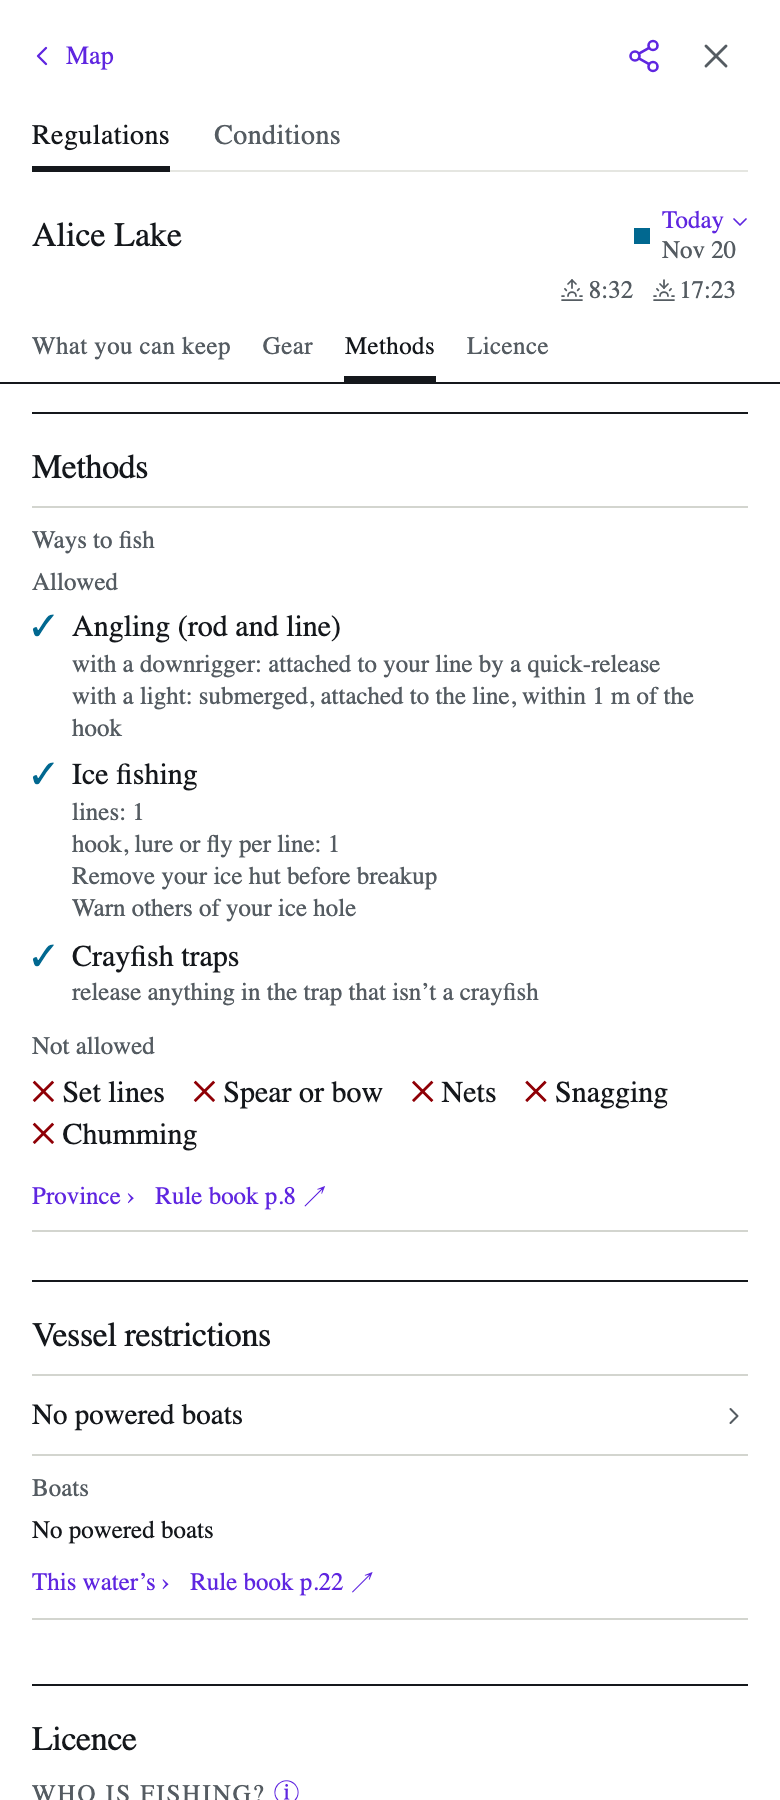 Map
Regulations Conditions
Alice Lake
Today
Nov 20
8:32 17:23
What you can keep Gear Methods Licence
Methods
Ways to fish
Allowed
✓ Angling (rod and line)
with a downrigger: attached to your line by a quick-release
with a light: submerged, attached to the line, within 1 m of the
hook
✓ Ice fishing
lines: 1
hook, lure or fly per line: 1
Remove your ice hut before breakup
Warn others of your ice hole
✓ Crayfish traps
release anything in the trap that isn’t a crayfish
Not allowed
✕ Set lines ✕ Spear or bow ✕ Nets ✕ Snagging
✕ Chumming
Province › Rule book p.8 ↗
Vessel restrictions
No powered boats
Boats
No powered boats
This water’s › Rule book p.22 ↗
Licence
WHO IS FISHING? ⓘ